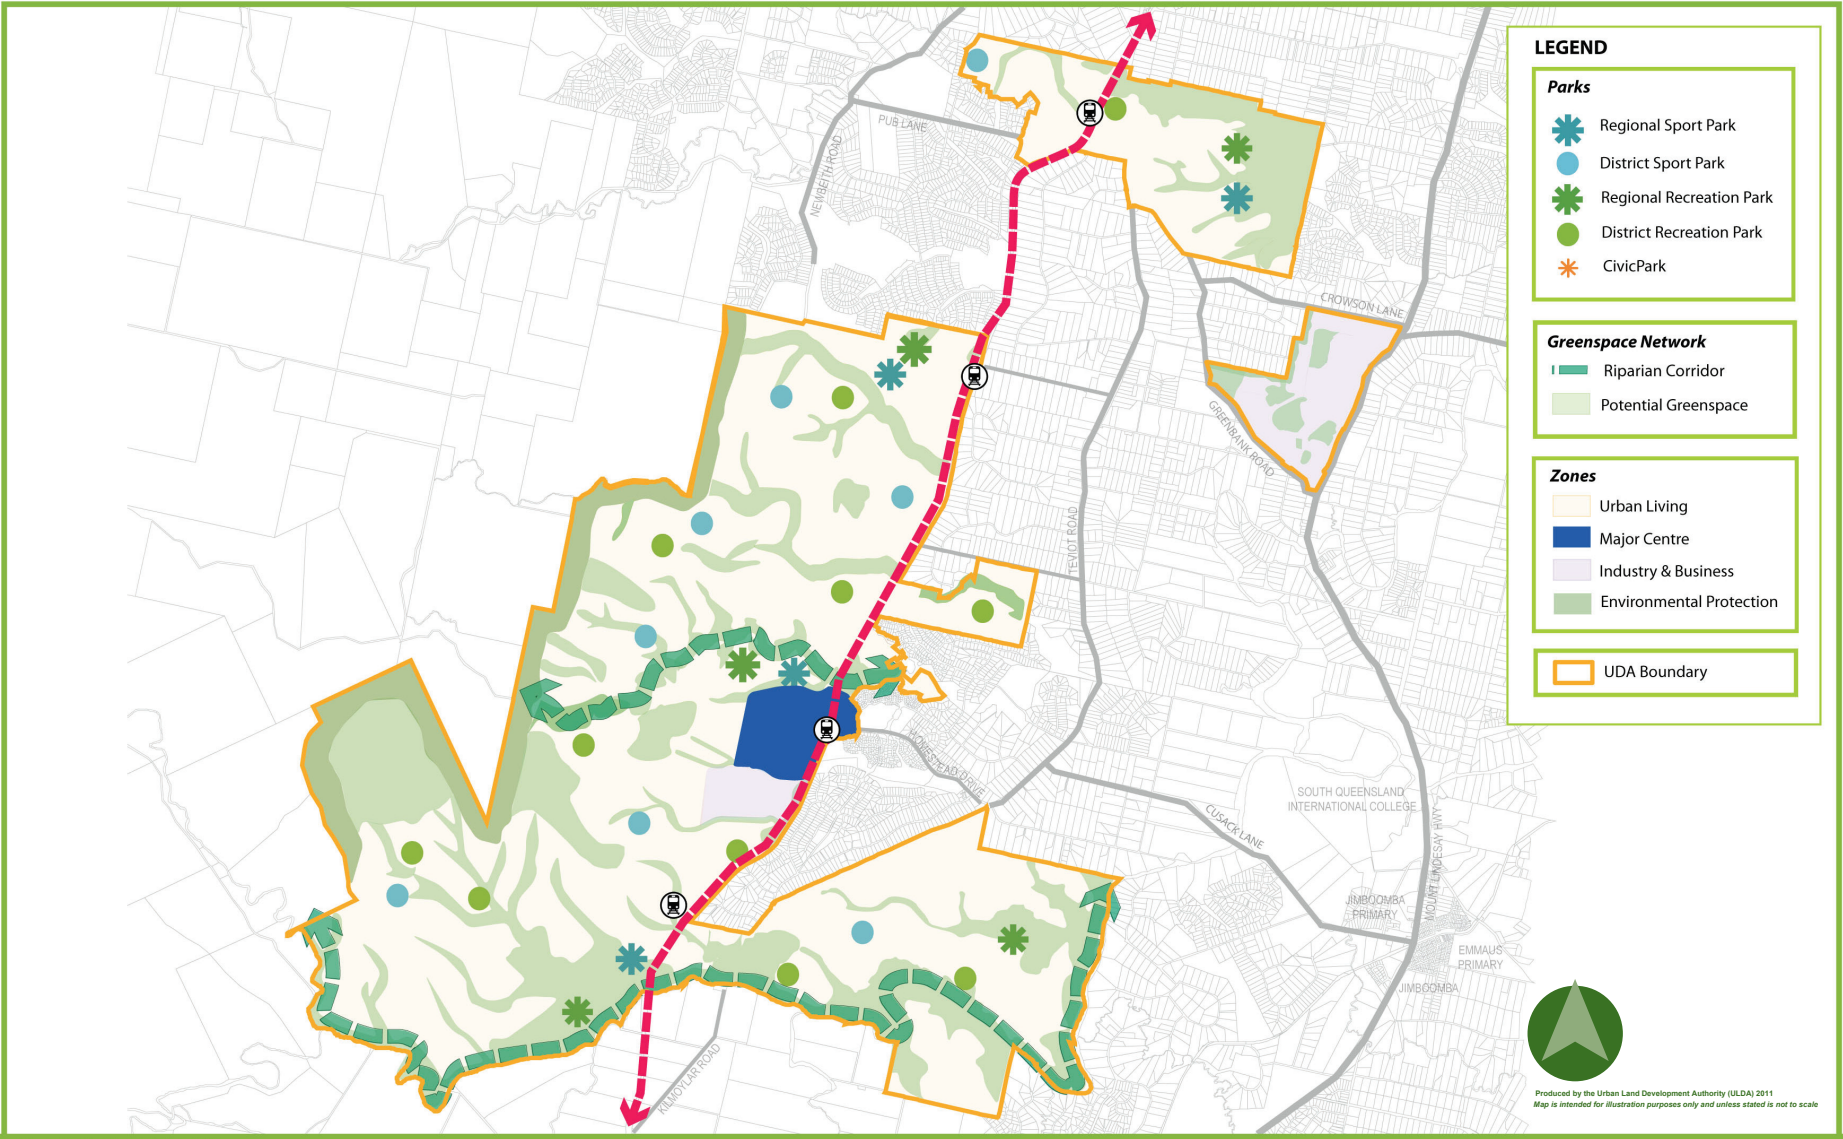 PUB LANE
NEWBEITH ROAD
CROWSON LANE
GREENBANK ROAD
TEVIOT ROAD
HOMESTEAD DRIVE
CUSACK LANE
SOUTH QUEENSLAND
INTERNATIONAL COLLEGE
MOUNT LINDESAY HWY
JIMBOOMBA
PRIMARY
EMMAUS
PRIMARY
JIMBOOMBA
KILMOYLAR ROAD
LEGEND
Parks
Regional Sport Park
District Sport Park
Regional Recreation Park
District Recreation Park
CivicPark
Greenspace Network
Riparian Corridor
Potential Greenspace
Zones
Urban Living
Major Centre
Industry & Business
Environmental Protection
UDA Boundary
Produced by the Urban Land Development Authority (ULDA) 2011
Map is intended for illustration purposes only and unless stated is not to scale